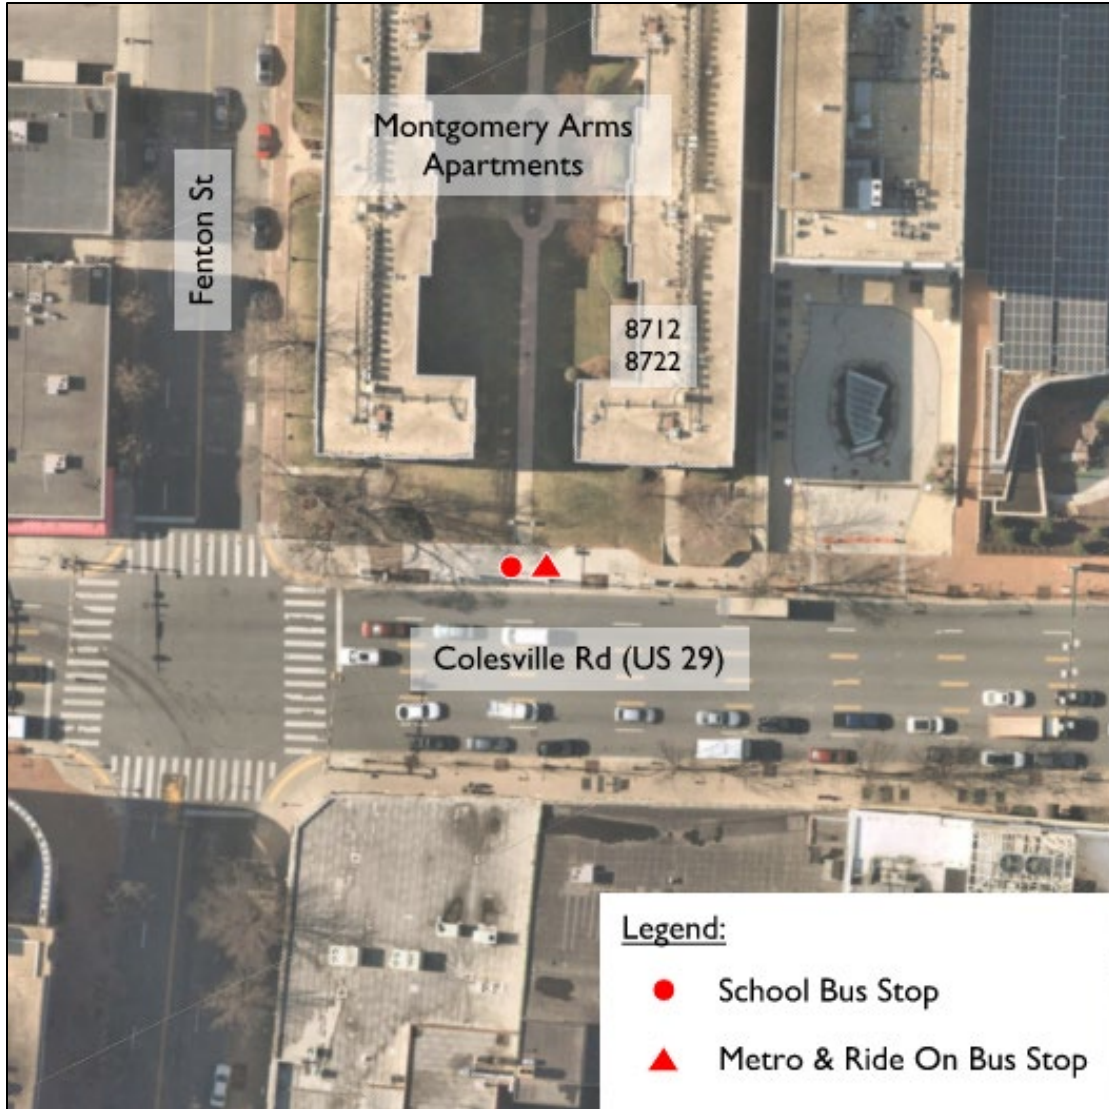 Montgomery Arms
Apartments
Fenton St
8712
8722
Colesville Rd (US 29)
Legend:
School Bus Stop
Metro & Ride On Bus Stop